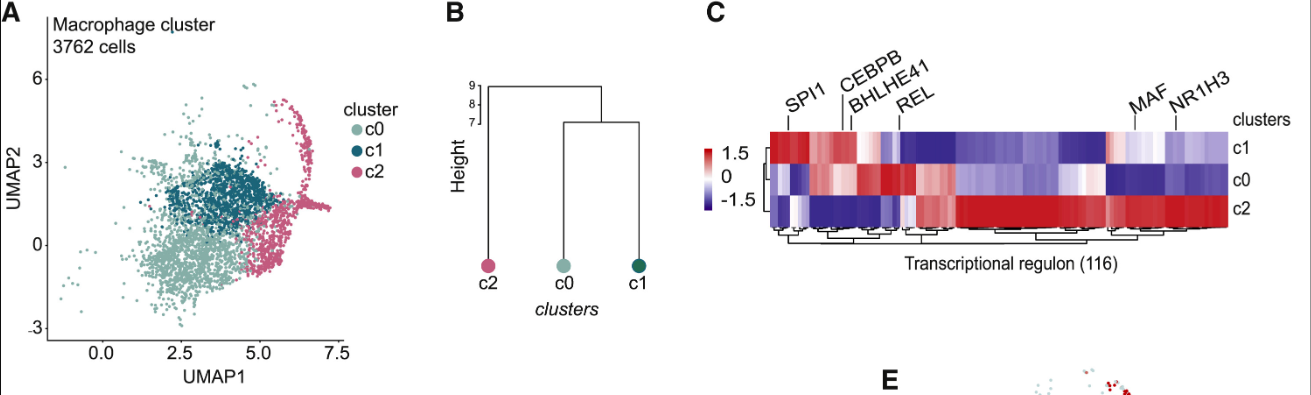 A
Macrophage cluster
3762 cells
6
3
0
-3
0.0 2.5 5.0 7.5
UMAP1
UMAP2
cluster
c0
c1
c2
B
Height
9
8
7
c2 c0 c1
clusters
C
SPI1 CEBPB BHLHE41 REL MAF NR1H3
clusters
1.5
0
-1.5
c1
c0
c2
Transcriptional regulon (116)
E